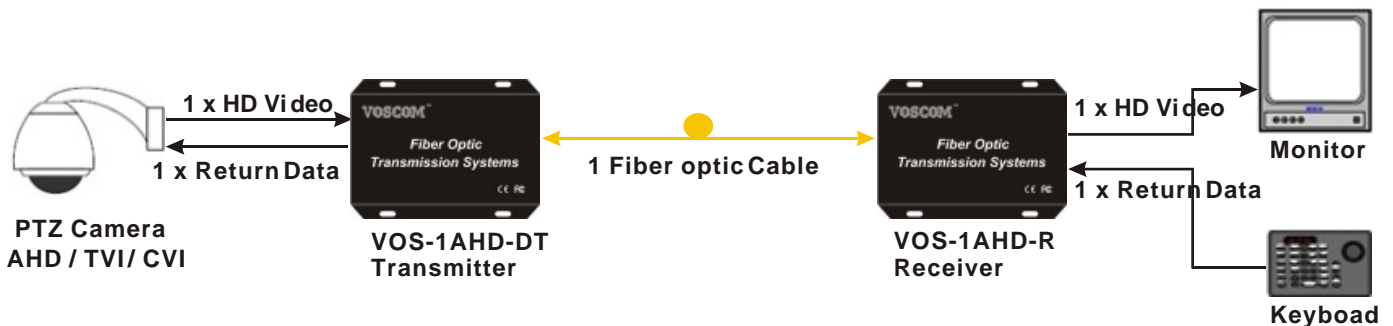 1 x HD Video
1 x Return Data
PTZ Camera
AHD / TVI / CVI
VOSCOM™
Fiber Optic
Transmission Systems
CE FC
VOS-1AHD-DT
Transmitter
1 Fiber optic Cable
VOSCOM™
Fiber Optic
Transmission Systems
CE FC
VOS-1AHD-R
Receiver
1 x HD Video
1 x Return Data
Monitor
Keyboad